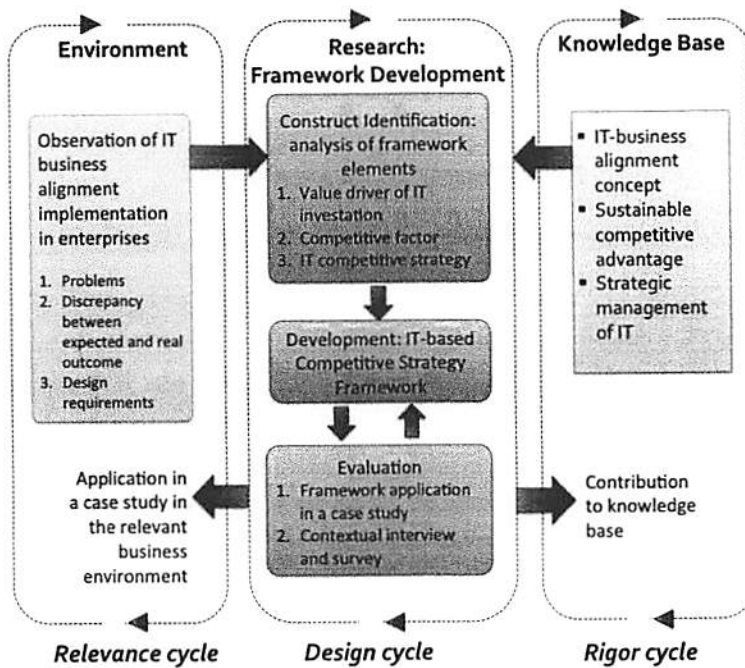 Environment
Observation of IT
business
alignment
implementation
in enterprises
1. Problems
2. Discrepancy
between
expected and real
outcome
3. Design
requirements
Application in
a case study in
the relevant
business
environment
Relevance cycle
Research:
Framework Development
Construct Identification:
analysis of framework
elements
1. Value driver of IT
investation
2. Competitive factor
3. IT competitive strategy
Development: IT-based
Competitive Strategy
Framework
Evaluation
1. Framework application
in a case study
2. Contextual interview
and survey
Design cycle
Knowledge Base
▪ IT-business
alignment
concept
▪ Sustainable
competitive
advantage
▪ Strategic
management
of IT
Contribution
to knowledge
base
Rigor cycle